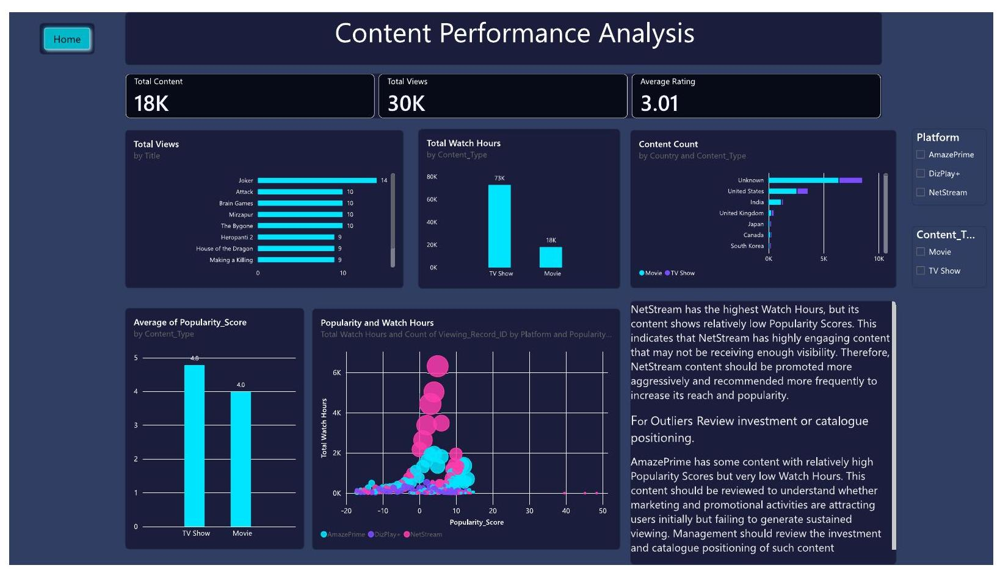 Home
Content Performance Analysis
Total Content
18K
Total Views
30K
Average Rating
3.01
Total Views
by Title
Joker 14
Attack 10
Brain Games 10
Mirzapur 10
The Bygone 10
Heropanti 2 9
House of the Dragon 9
Making a Killing 9
0 10
Total Watch Hours
by Content_Type
80K
60K
40K
20K
0K
73K
18K
TV Show Movie
Content Count
by Country and Content_Type
Unknown
United States
India
United Kingdom
Japan
Canada
South Korea
0K 5K 10K
Movie TV Show
Platform
AmazePrime
DizPlay+
NetStream
Content_T...
Movie
TV Show
Average of Popularity_Score
by Content_Type
5
4
3
2
1
0
4.8
4.0
TV Show Movie
Popularity and Watch Hours
Total Watch Hours and Count of Viewing_Record_ID by Platform and Popularity...
Total Watch Hours
6K
4K
2K
0K
-20 -10 0 10 20 30 40 50
Popularity_Score
AmazePrime DizPlay+ NetStream
NetStream has the highest Watch Hours, but its
content shows relatively low Popularity Scores. This
indicates that NetStream has highly engaging content
that may not be receiving enough visibility. Therefore,
NetStream content should be promoted more
aggressively and recommended more frequently to
increase its reach and popularity.
For Outliers Review investment or catalogue
positioning.
AmazePrime has some content with relatively high
Popularity Scores but very low Watch Hours. This
content should be reviewed to understand whether
marketing and promotional activities are attracting
users initially but failing to generate sustained
viewing. Management should review the investment
and catalogue positioning of such content